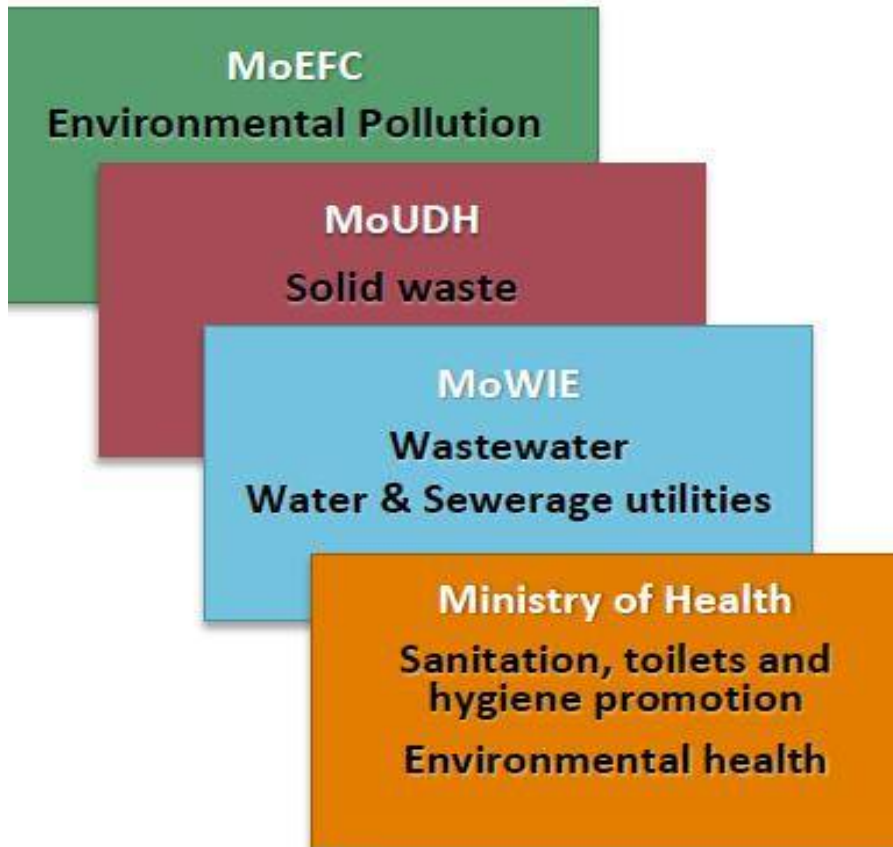 MoEFC
Environmental Pollution
MoUDH
Solid waste
MoWIE
Wastewater
Water & Sewerage utilities
Ministry of Health
Sanitation, toilets and
hygiene promotion
Environmental health